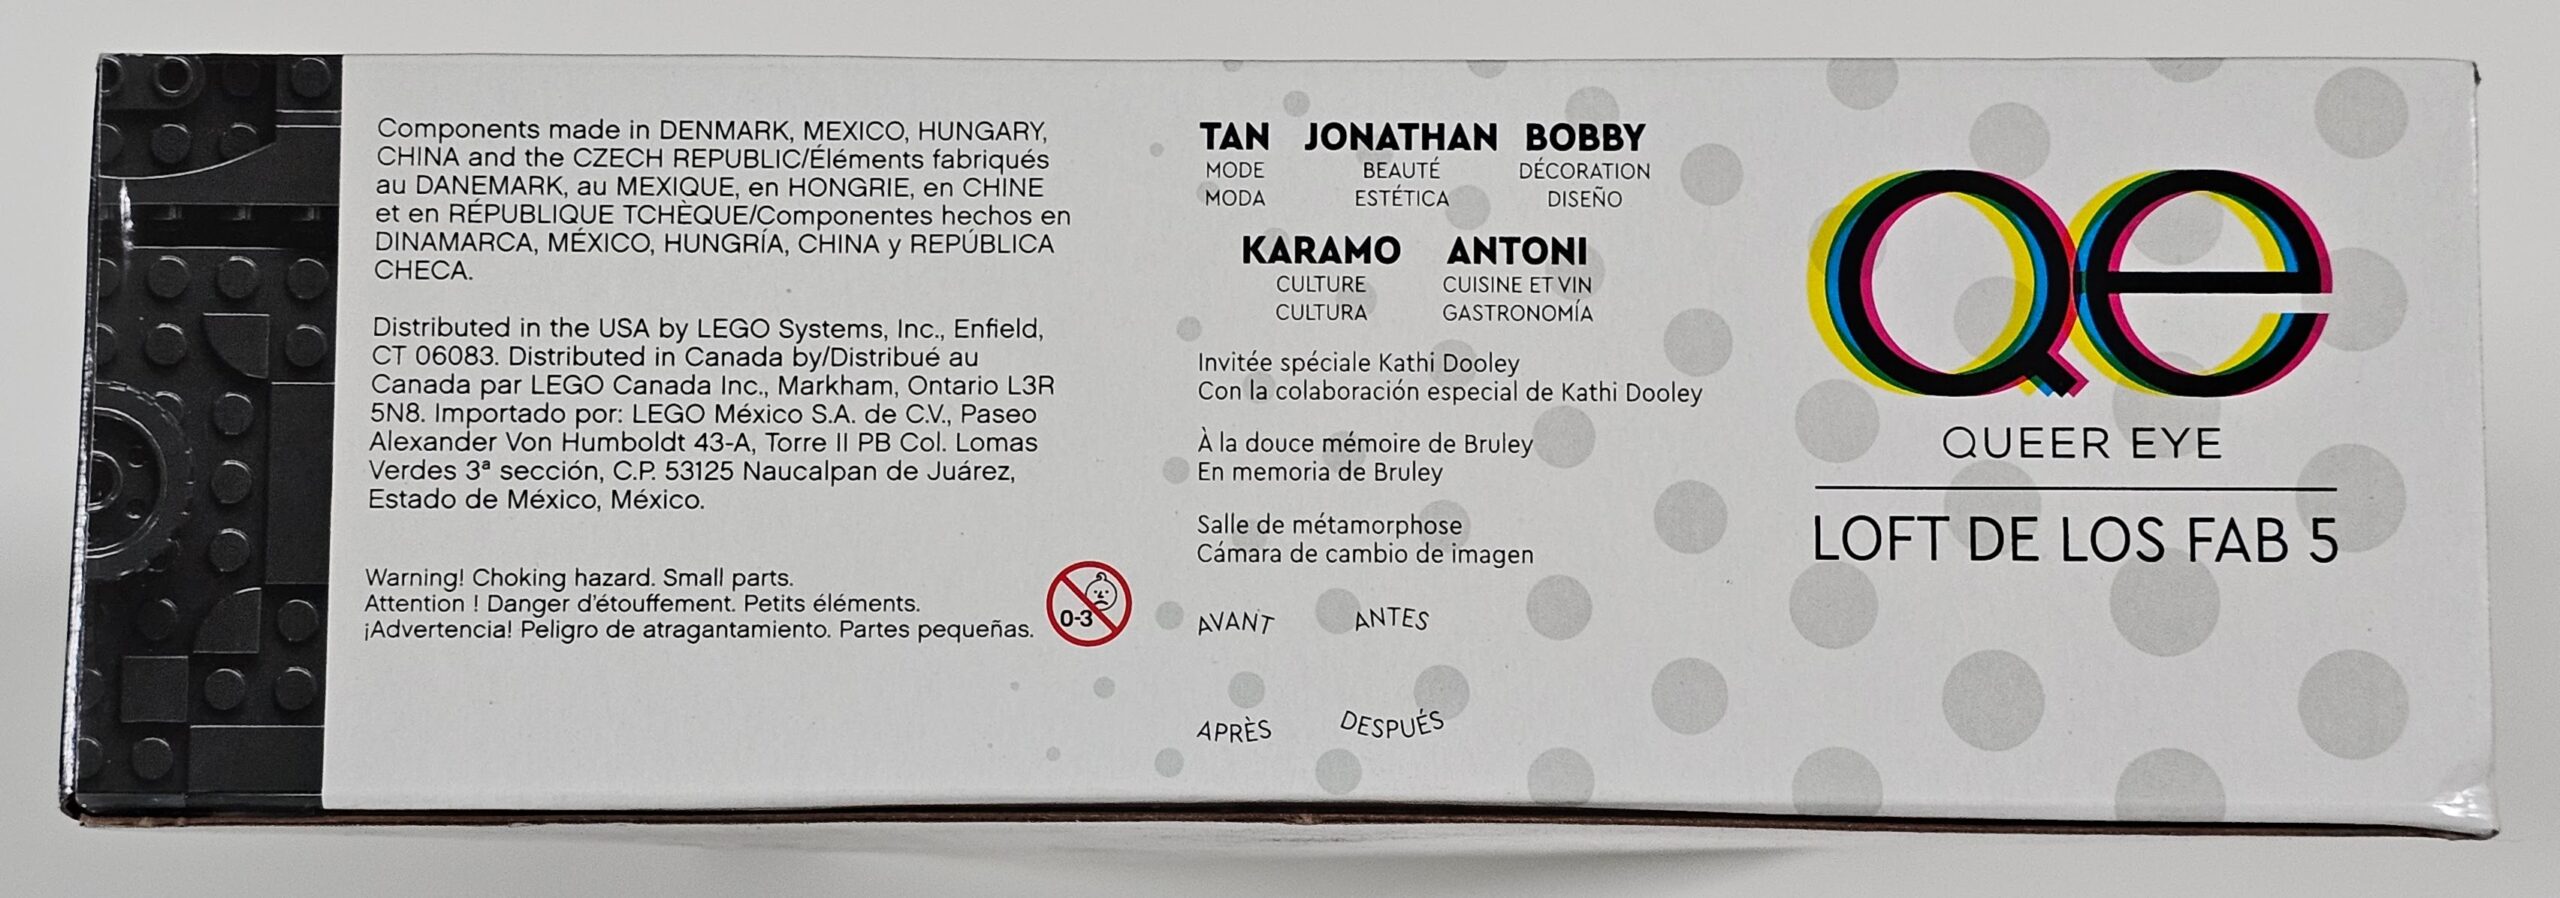 Components made in DENMARK, MEXICO, HUNGARY,
CHINA and the CZECH REPUBLIC/Éléments fabriqués
au DANEMARK, au MEXIQUE, en HONGRIE, en CHINE
et en RÉPUBLIQUE TCHÈQUE/Componentes hechos en
DINAMARCA, MÉXICO, HUNGRÍA, CHINA y REPÚBLICA
CHECA.
Distributed in the USA by LEGO Systems, Inc., Enfield,
CT 06083. Distributed in Canada by/Distribué au
Canada par LEGO Canada Inc., Markham, Ontario L3R
5N8. Importado por: LEGO México S.A. de C.V., Paseo
Alexander Von Humboldt 43-A, Torre II PB Col. Lomas
Verdes 3ª sección, C.P. 53125 Naucalpan de Juárez,
Estado de México, México.
Warning! Choking hazard. Small parts.
Attention ! Danger d'étouffement. Petits éléments.
¡Advertencia! Peligro de atragantamiento. Partes pequeñas.
0-3
TAN JONATHAN BOBBY
MODE BEAUTÉ DÉCORATION
MODA ESTÉTICA DISEÑO
KARAMO ANTONI
CULTURE CUISINE ET VIN
CULTURA GASTRONOMÍA
Invitée spéciale Kathi Dooley
Con la colaboración especial de Kathi Dooley
À la douce mémoire de Bruley
En memoria de Bruley
Salle de métamorphose
Cámara de cambio de imagen
AVANT ANTES
APRÈS DESPUÉS
Qe
QUEER EYE
LOFT DE LOS FAB 5